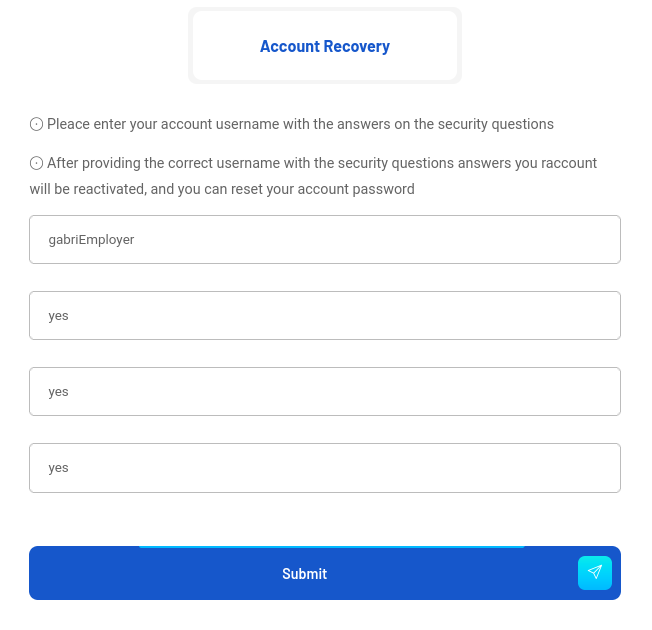 Account Recovery
Pleace enter your account username with the answers on the security questions
After providing the correct username with the security questions answers you raccount
will be reactivated, and you can reset your account password
gabriEmployer
yes
yes
yes
Submit